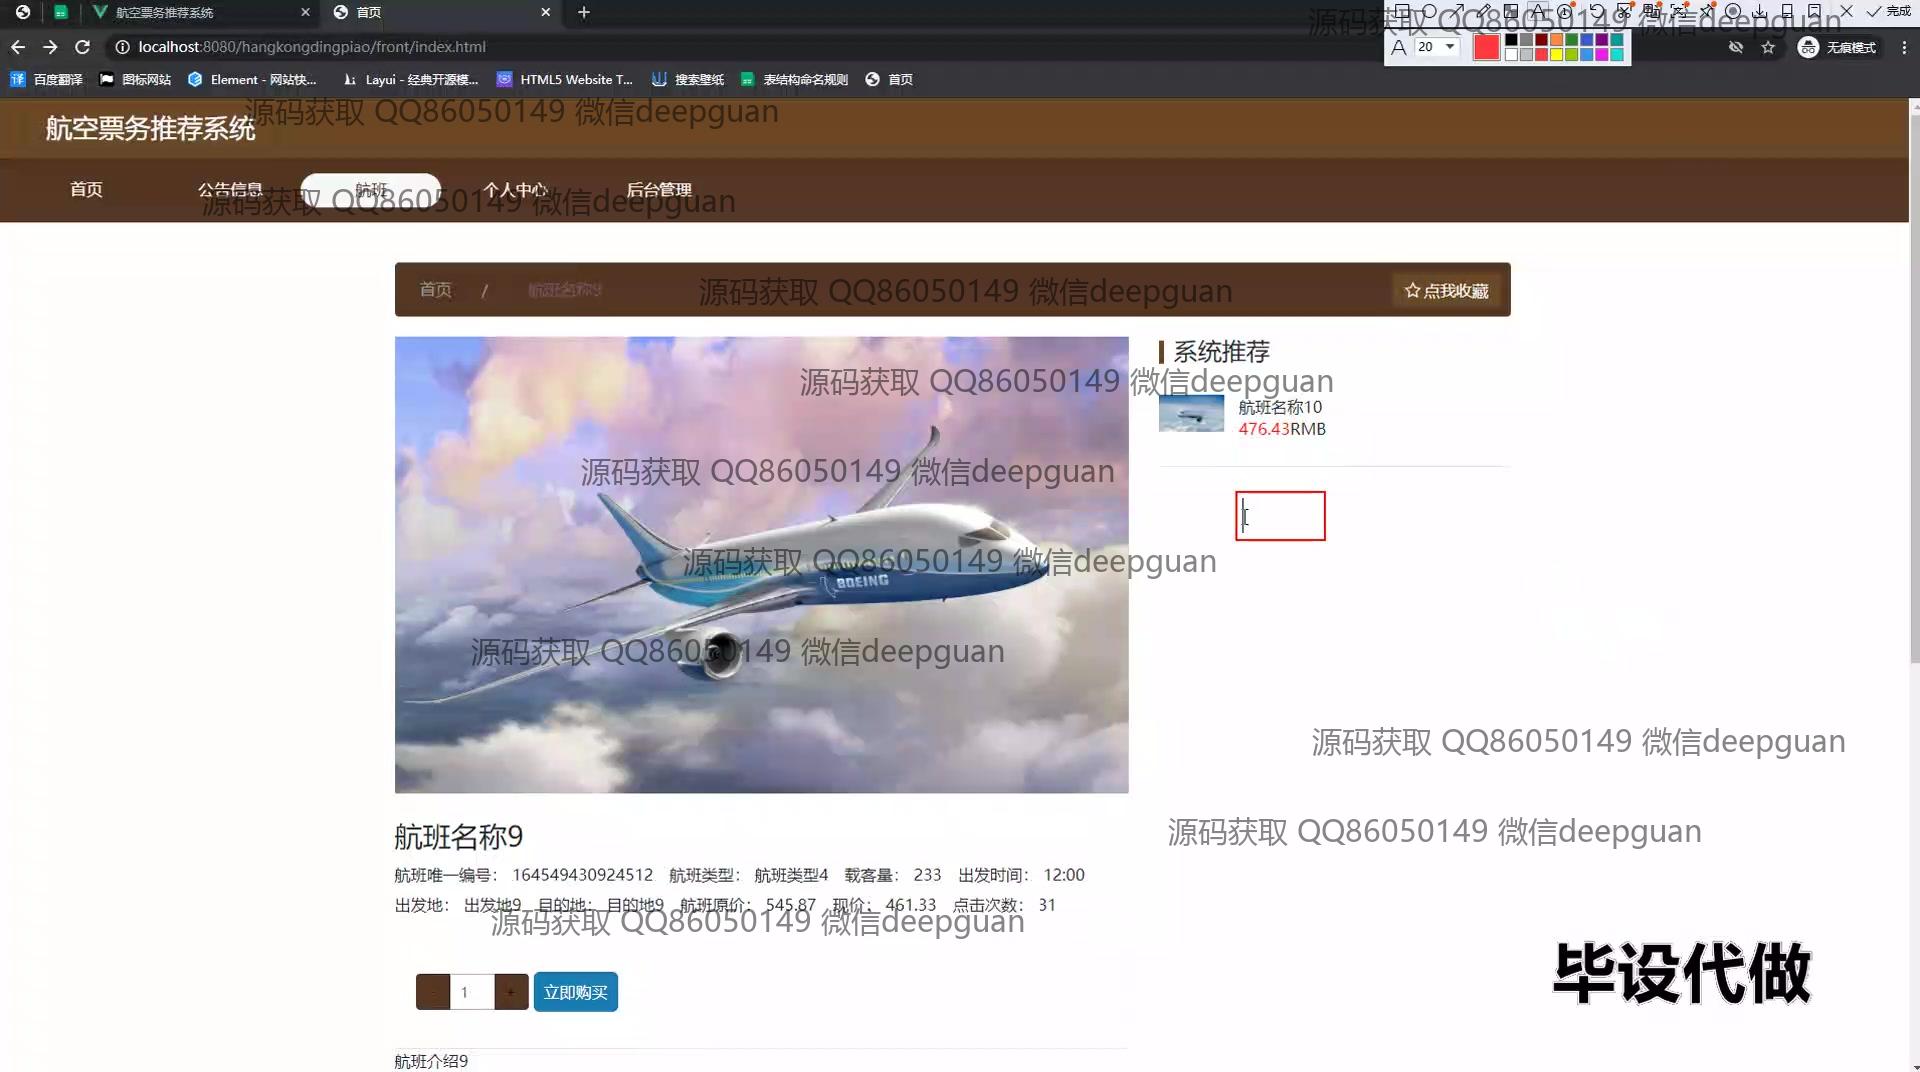 航空票务推荐系统
首页
完成
localhost:8080/hangkongdingpiao/front/index.html
A
20
无痕模式
百度翻译
图标网站
Element - 网站快...
Layui - 经典开源模...
HTML5 Website T...
搜索壁纸
表结构命名规则
首页
源码获取 QQ86050149 微信deepguan
源码获取 QQ86050149 微信deepguan
航空票务推荐系统
首页
公告信息
航班
个人中心
后台管理
源码获取 QQ86050149 微信deepguan
首页
/
航班名称9
源码获取 QQ86050149 微信deepguan
点我收藏
系统推荐
源码获取 QQ86050149 微信deepguan
航班名称10
476.43RMB
源码获取 QQ86050149 微信deepguan
源码获取 QQ86050149 微信deepguan
BOEING
源码获取 QQ86050149 微信deepguan
源码获取 QQ86050149 微信deepguan
源码获取 QQ86050149 微信deepguan
航班名称9
航班唯一编号： 164549430924512 航班类型： 航班类型4 载客量： 233 出发时间： 12:00
出发地： 出发地9 目的地： 目的地9 航班原价： 545.87 现价： 461.33 点击次数： 31
源码获取 QQ86050149 微信deepguan
毕设代做
-
1
+
立即购买
航班介绍9